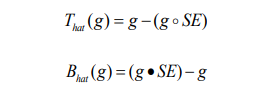 T_hat (g) = g − (g ∘ SE)
B_hat (g) = (g • SE) − g